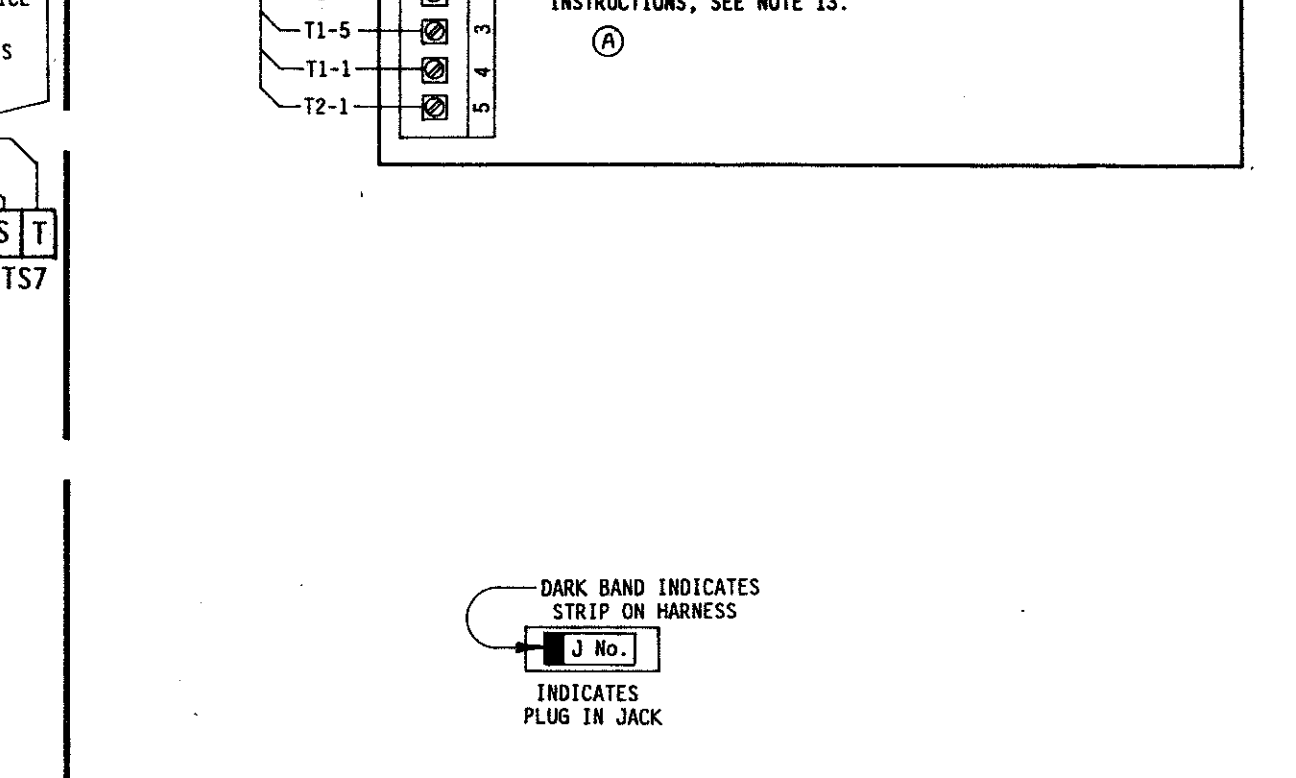 INSTRUCTIONS, SEE NOTE 13.
A
S
T1-5 3
T1-1 4
T2-1 5
S T
TS7
DARK BAND INDICATES
STRIP ON HARNESS
J No.
INDICATES
PLUG IN JACK